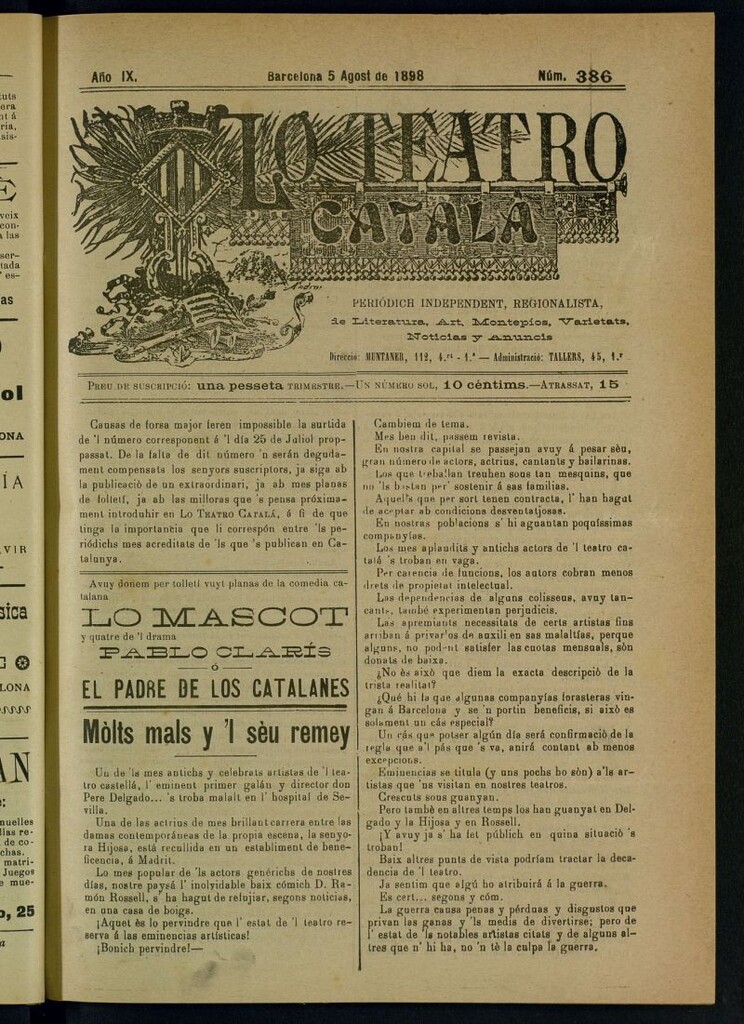 Año IX.
Barcelona 5 Agost de 1898
Núm. 386
LO TEATRO
CATALÀ
PERIÓDICH INDEPENDENT, REGIONALISTA,
de Literatura, Art, Montepíos, Varietats,
Noticias y Anuncis
Direcció: MUNTANER, 112, 4.rt - 1.ª — Administració: TALLERS, 45, 1.r
PREU DE SUSCRIPCIÓ: una pesseta TRIMESTRE.—UN NÚMERO SOL, 10 céntims.—ATRASSAT, 15
Causas de forsa major feren impossible la surtida
de 'l número corresponent á 'l día 25 de Juliol prop-
passat. De la falta de dit número 'n serán deguda-
ment compensats los senyors suscriptors, ja siga ab
la publicació de un extraordinari, ja ab mes planas
de folletí, ja ab las milloras que 's pensa próxima-
ment introduhir en LO TEATRO CATALÁ, á fi de que
tinga la importancia que li correspón entre 'ls pe-
riódichs mes acreditats de 'ls que 's publican en Ca-
talunya.
Avuy doném per folletí vuyt planas de la comedia ca-
talana
LO MASCOT
y quatre de 'l drama
PABLO CLARÍS
ó
EL PADRE DE LOS CATALANES
Mòlts mals y 'l sèu remey
Un de 'ls mes antichs y celebrats artistas de 'l tea-
tro castellá, l' eminent primer galán y director don
Pere Delgado... 's troba malalt en l' hospital de Se-
villa.
Una de las actrius de mes brillant carrera entre las
damas contemporáneas de la propia escena, la senyo-
ra Hijosa, está recullida en un establiment de bene-
ficencia, á Madrit.
Lo mes popular de 'ls actors genérichs de nostres
días, nostre paysá l' inolvidable baix cómich D. Ra-
món Rossell, s' ha hagut de refujiar, segons noticias,
en una casa de boigs.
¡Aquet és lo pervindre que l' estat de 'l teatro re-
serva á las eminencias artísticas!
¡Bonich pervindre!—
Cambiem de tema.
Mes ben dit, passem revista.
En nostra capital se passejan avuy á pesar sèu,
gran número de actors, actrius, cantants y bailarinas.
Los que treballan treuhen sous tan mesquins, que
no 'ls bastan per' sostenir á sas familias.
Aquells que per sort tenen contracta, l' han hagut
de aceptar ab condicions desventatjosas.
En nostras poblacions s' hi aguantan poquíssimas
companyías.
Los mes aplaudits y antichs actors de 'l teatro ca-
talá 's troban en vaga.
Per carencia de funcions, los autors cobran menos
drets de propietat intelectual.
Las dependencias de alguns colisseus, avuy tan-
cants, també experimentan perjudicis.
Las apremiants necessitats de certs artistas fins
arriban á privar'os de auxili en sas malaltías, perque
alguns, no podent satisfer las cuotas mensuals, són
donats de baixa.
¿No és aixó que diem la exacta descripció de la
trista realitat?
¿Qué hi fa que algunas companyías forasteras vin-
gan á Barcelona y se 'n portin beneficis, si aixó es
solament un cás especial?
Un cás que potser algún día será confirmació de la
regla que a'l pás que 's va, anirá contant ab menos
excepcions.
Eminencias se titula (y uns pochs ho són) a'ls ar-
tistas que 'ns visitan en nostres teatros.
Crescuts sous guanyan.
Pero també en altres temps los han guanyat en Del-
gado y la Hijosa y en Rossell.
¡Y avuy ja s' ha fet públich en quina situació 's
troban!
Baix altres punts de vista podríam tractar la deca-
dencia de 'l teatro.
Ja sentim que algú ho atribuirá á la guerra.
Es cert... segons y cóm.
La guerra causa penas y pérduas y disgustos que
privan las ganas y 'ls medis de divertirse; pero de
l' estat de 'ls notables artistas citats y de alguns al-
tres que n' hi ha, no 'n té la culpa la guerra.